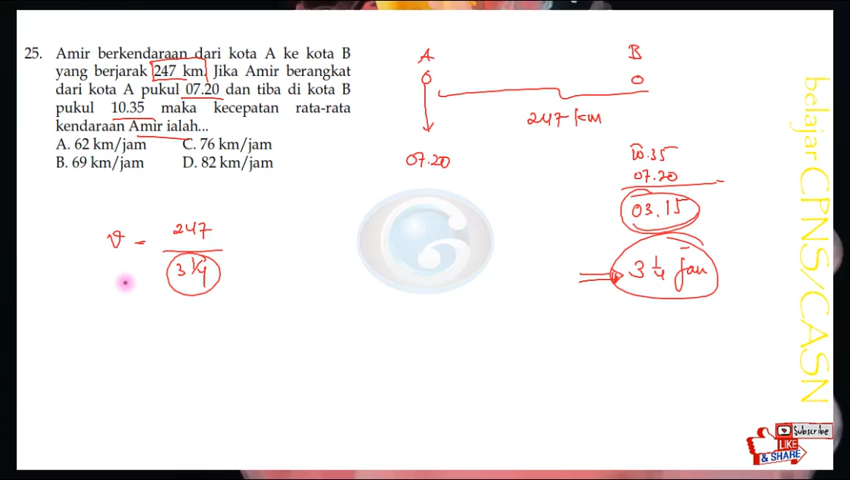 25. Amir berkendaraan dari kota A ke kota B
yang berjarak 247 km. Jika Amir berangkat
dari kota A pukul 07.20 dan tiba di kota B
pukul 10.35 maka kecepatan rata-rata
kendaraan Amir ialah...
A. 62 km/jam C. 76 km/jam
B. 69 km/jam D. 82 km/jam
A B
247 km
07.20
10.35
07.20
03.15
3 1/4 jam
v = 247
3 1/4
belajar CPNS/CASN
Subscribe
LIKE
& SHARE